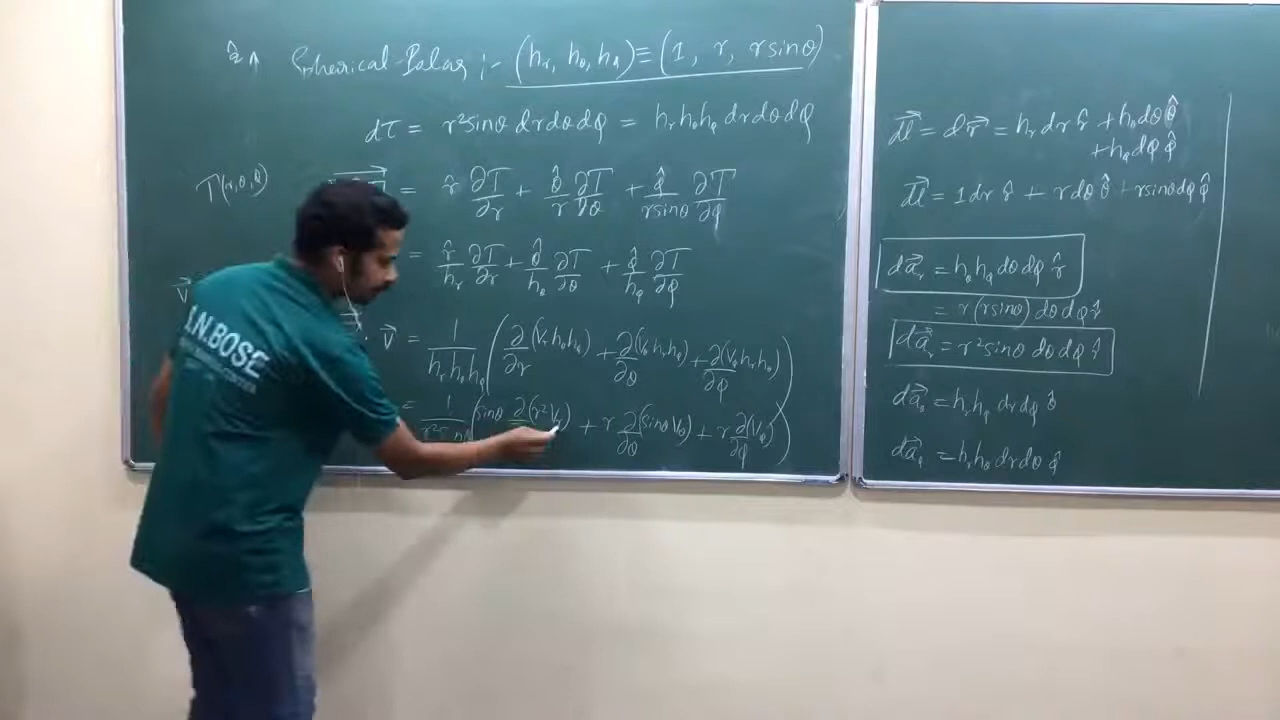 ẑ↑ Spherical Polar :- (h_r, h_θ, h_φ) ≡ (1, r, r sinθ)
dτ = r² sinθ dr dθ dφ = h_r h_θ h_φ dr dθ dφ
T(r, θ, φ)
= r̂ ∂T/∂r + θ̂/r ∂T/∂θ + φ̂/(r sinθ) ∂T/∂φ
= r̂/h_r ∂T/∂r + θ̂/h_θ ∂T/∂θ + φ̂/h_φ ∂T/∂φ
V⃗
· V⃗ = 1/(h_r h_θ h_φ) ( ∂/∂r (V_r h_θ h_φ) + ∂/∂θ (V_θ h_r h_φ) + ∂/∂φ (V_φ h_r h_θ) )
= 1/(r² sinθ) ( sinθ ∂/∂r (r² V_r) + r ∂/∂θ (sinθ V_θ) + r ∂/∂φ (V_φ) )
S.N.BOSE
dl⃗ = dr⃗ = h_r dr r̂ + h_θ dθ θ̂
+ h_φ dφ φ̂
dl⃗ = 1 dr r̂ + r dθ θ̂ + r sinθ dφ φ̂
da⃗_r = h_θ h_φ dθ dφ r̂
= r(r sinθ) dθ dφ r̂
da⃗_r = r² sinθ dθ dφ r̂
da⃗_θ = h_r h_φ dr dφ θ̂
da⃗_φ = h_r h_θ dr dθ φ̂